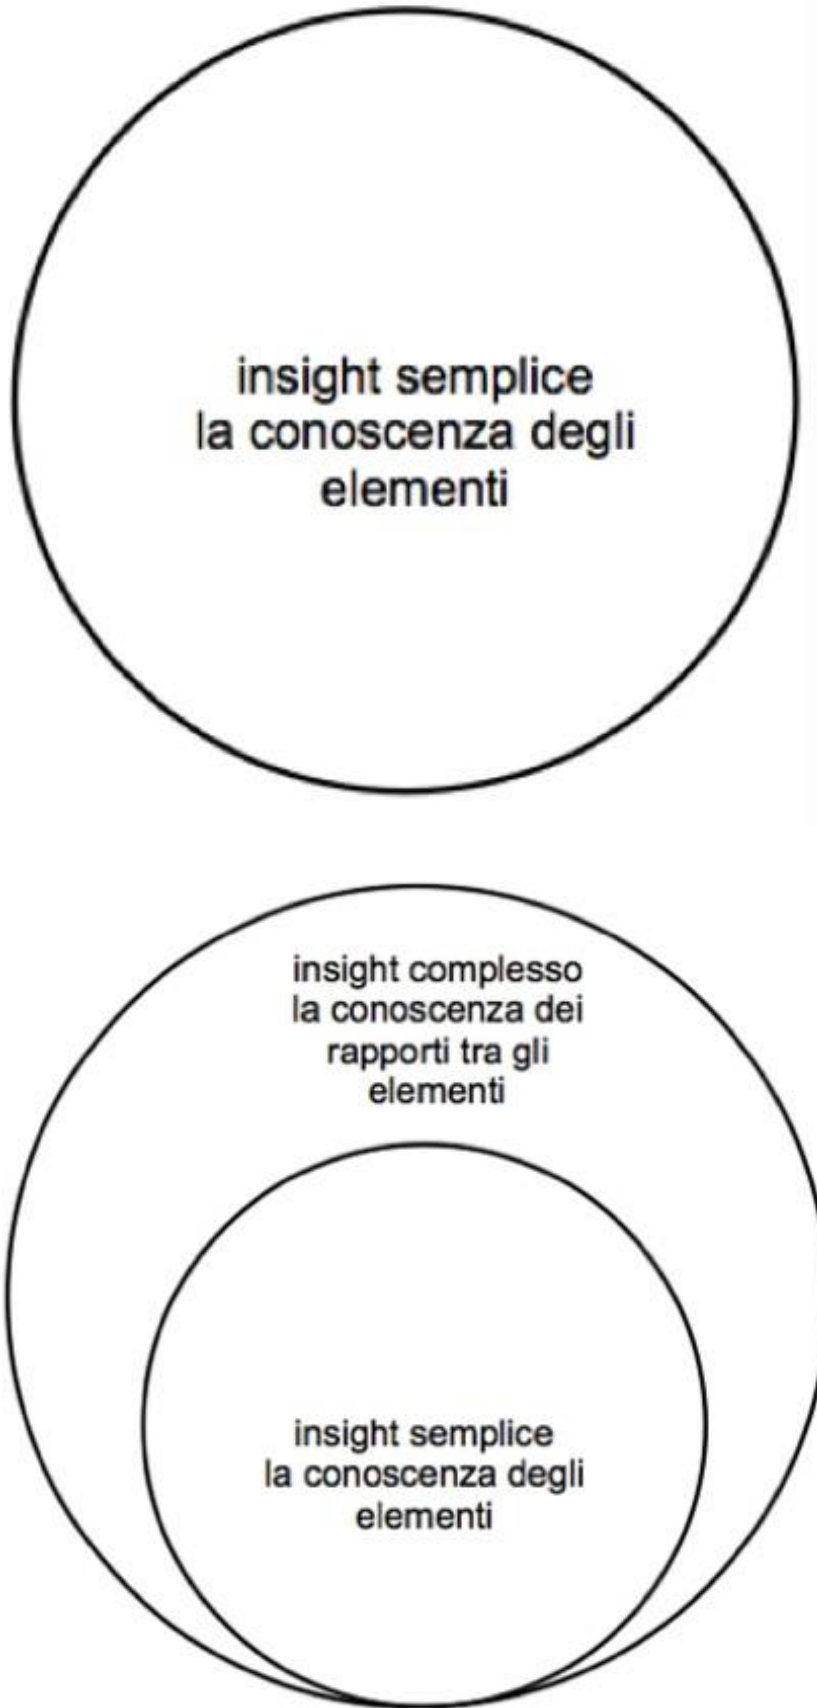 insight semplice
la conoscenza degli
elementi
insight complesso
la conoscenza dei
rapporti tra gli
elementi
insight semplice
la conoscenza degli
elementi